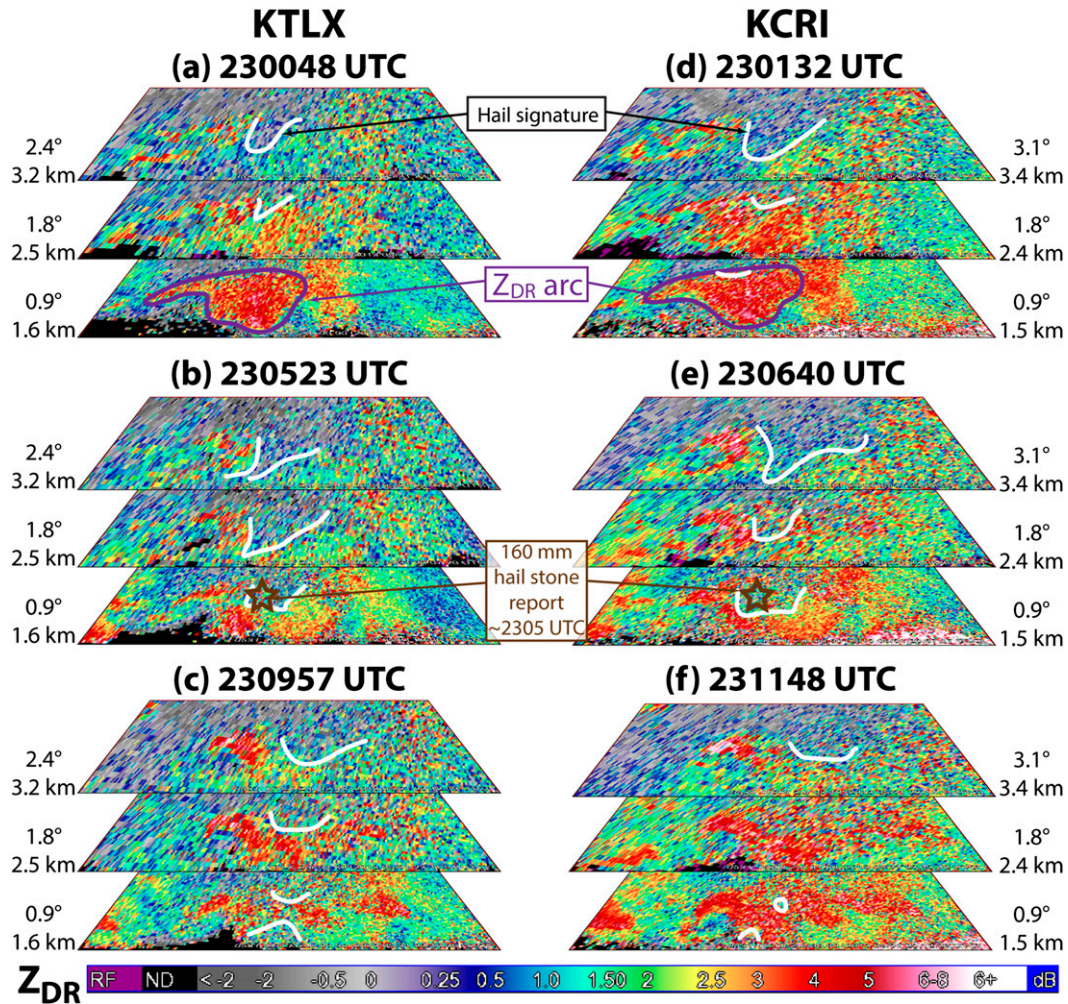 KTLX
KCRI
(a) 230048 UTC
(d) 230132 UTC
Hail signature
2.4°
3.2 km
3.1°
3.4 km
1.8°
2.5 km
1.8°
2.4 km
ZDR arc
0.9°
1.6 km
0.9°
1.5 km
(b) 230523 UTC
(e) 230640 UTC
2.4°
3.2 km
3.1°
3.4 km
1.8°
2.5 km
1.8°
2.4 km
160 mm
hail stone
report
~2305 UTC
0.9°
1.6 km
0.9°
1.5 km
(c) 230957 UTC
(f) 231148 UTC
2.4°
3.2 km
3.1°
3.4 km
1.8°
2.5 km
1.8°
2.4 km
0.9°
1.6 km
0.9°
1.5 km
ZDR RF ND < -2 -2 -0.5 0 0.25 0.5 1.0 1.50 2 2.5 3 4 5 6-8 6+ dB